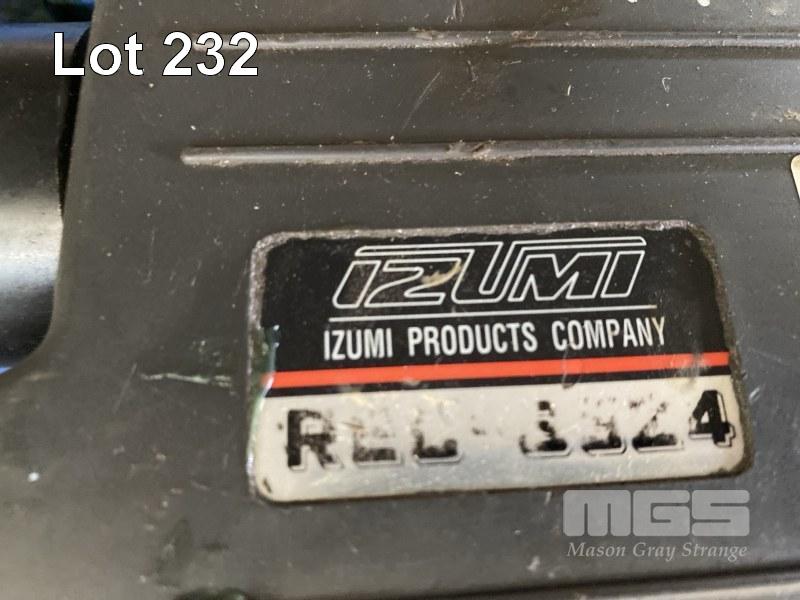 Lot 232
IZUMI
IZUMI PRODUCTS COMPANY
MGS
Mason Gray Strange